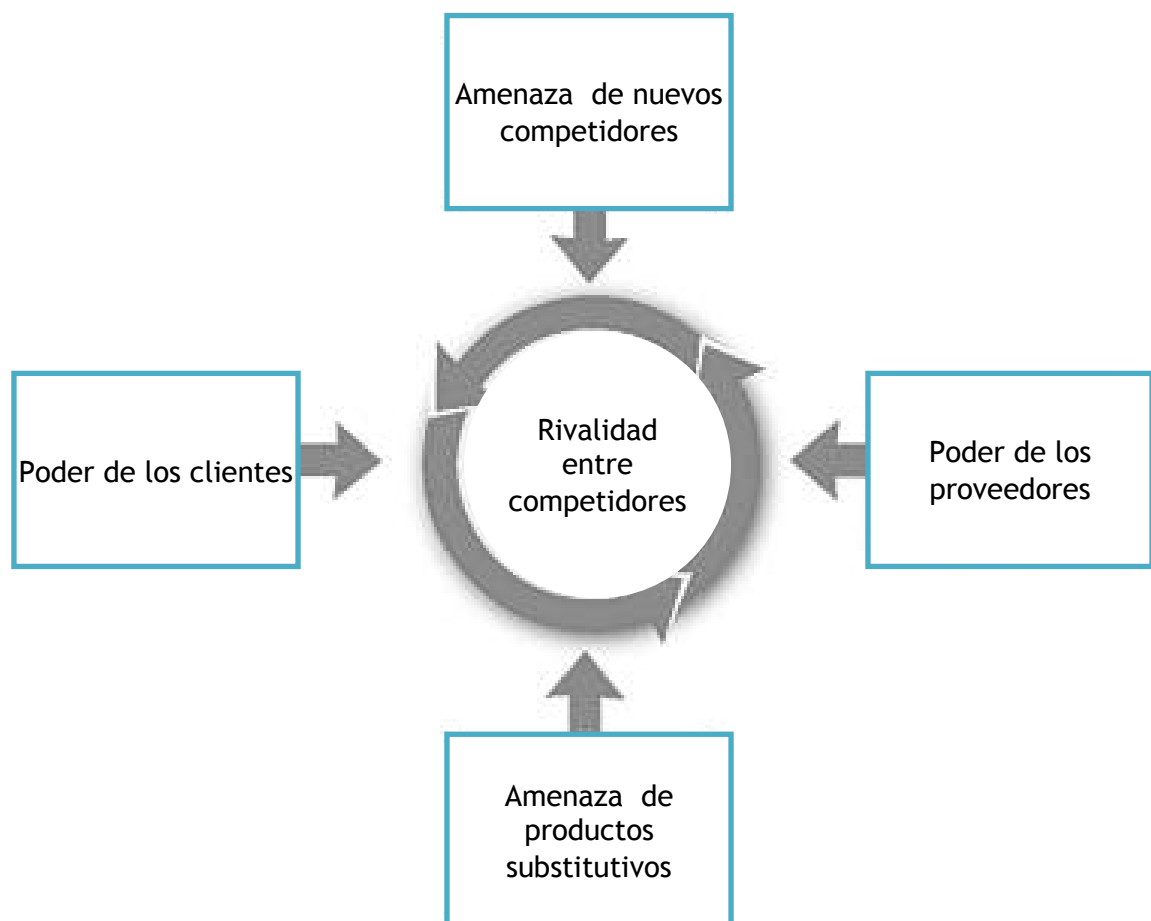 Amenaza  de nuevos
competidores
Poder de los clientes
Rivalidad
entre
competidores
Poder de los
proveedores
Amenaza  de
productos
substitutivos